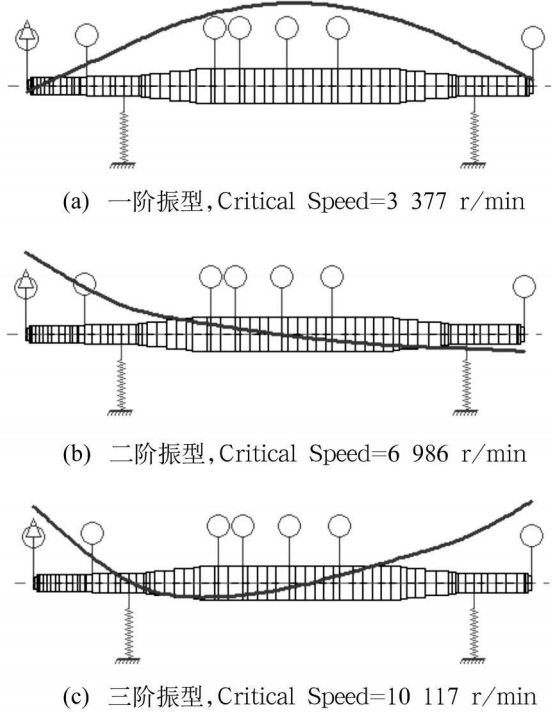 (a) 一阶振型,Critical Speed=3 377 r/min
(b) 二阶振型,Critical Speed=6 986 r/min
(c) 三阶振型,Critical Speed=10 117 r/min